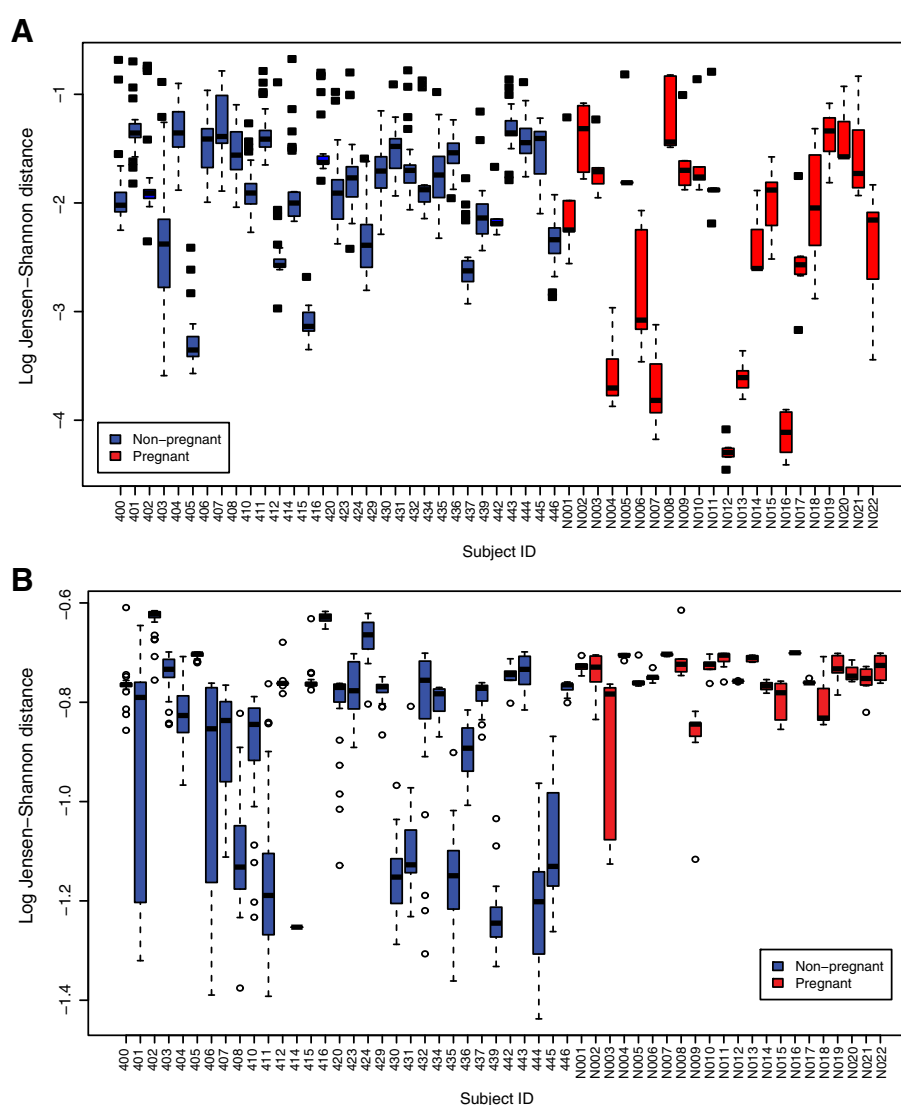 A
Log Jensen−Shannon distance
−1
−2
−3
−4
Non−pregnant
Pregnant
400 401 402 403 404 405 406 407 408 410 411 412 414 415 416 420 423 424 429 430 431 432 434 435 436 437 439 442 443 444 445 446 N001 N002 N003 N004 N005 N006 N007 N008 N009 N010 N011 N012 N013 N014 N015 N016 N017 N018 N019 N020 N021 N022
Subject ID
B
Log Jensen−Shannon distance
−0.6
−0.8
−1.0
−1.2
−1.4
Non−pregnant
Pregnant
400 401 402 403 404 405 406 407 408 410 411 412 414 415 416 420 423 424 429 430 431 432 434 435 436 437 439 442 443 444 445 446 N001 N002 N003 N004 N005 N006 N007 N008 N009 N010 N011 N012 N013 N014 N015 N016 N017 N018 N019 N020 N021 N022
Subject ID